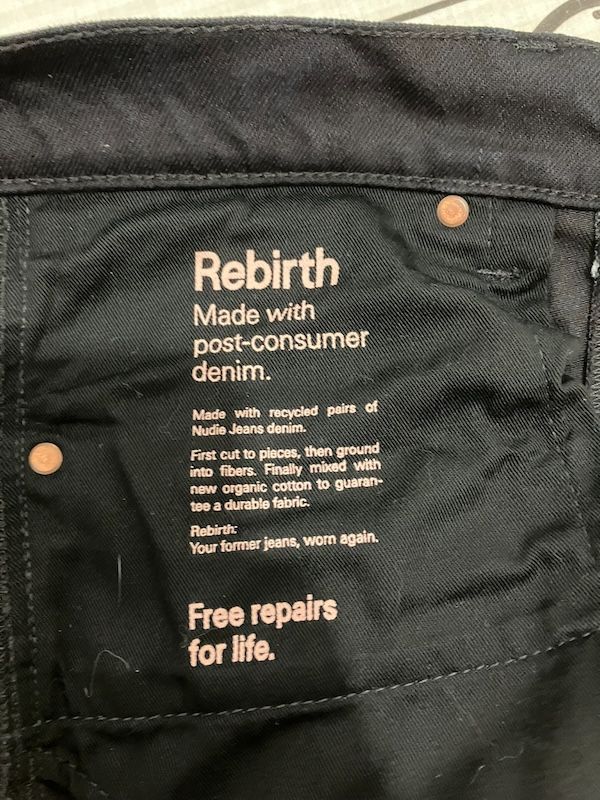 Rebirth
Made with
post-consumer
denim.
Made with recycled pairs of
Nudie Jeans denim.
First cut to pieces, then ground
into fibers. Finally mixed with
new organic cotton to guaran-
tee a durable fabric.
Rebirth:
Your former jeans, worn again.
Free repairs
for life.